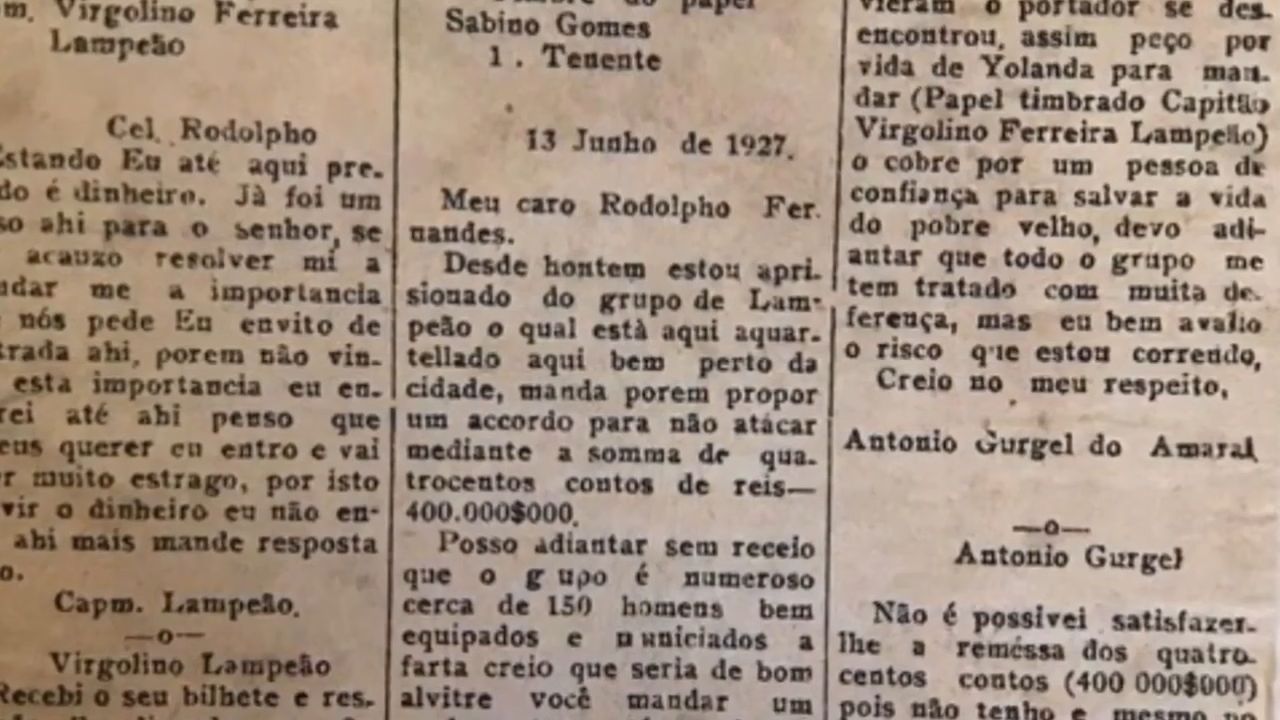 m. Virgolino Ferreira
Lampeão
Cel. Rodolpho
Estando Eu até aqui pre-
do é dinheiro. Jà foi um
so ahi para o senhor, se
acauzo resolver mi a
udar me a importancia
nós pede Eu envito de
trada ahi, porem não vin-
esta importancia eu en-
rei até ahi penso que
eus querer eu entro e vai
r muito estrago, por isto
vir o dinheiro eu não en-
ahi mais mande resposta
o.
Capm. Lampeão.
—o—
Virgolino Lampeão
Recebi o seu bilhete e res-
papel
Sabino Gomes
1 . Tenente
13 Junho de 1927.
Meu caro Rodolpho Fer.
nandes.
Desde hontem estou apri-
sionado do grupo de Lam-
peão o qual està aqui aquar-
tellado aqui bem perto da
cidade, manda porem propor
um accordo para não atacar
mediante a somma de qua-
trocentos contos de reis—
400.000$000.
Posso adiantar sem receio
que o g upo é numeroso
cerca de 150 homens bem
equipados e municiados a
farta creio que seria de bom
alvitre você mandar um
vieram o portador se des-
encontrou, assim peço por
vida de Yolanda para man-
dar (Papel timbrado Capitão
Virgolino Ferreira Lampeão)
o cobre por um pessoa de
confiança para salvar a vida
do pobre velho, devo adi-
antar que todo o grupo me
tem tratado com muita de-
ferença, mas eu bem avalio
o risco que estou correndo,
Creio no meu respeito,
Antonio Gurgel do Amaral
—o—
Antonio Gurgel
Não é possivei satisfazer-
lhe a reméssa dos quatro-
centos contos (400 000$000)
pois não tenho e mesmo no